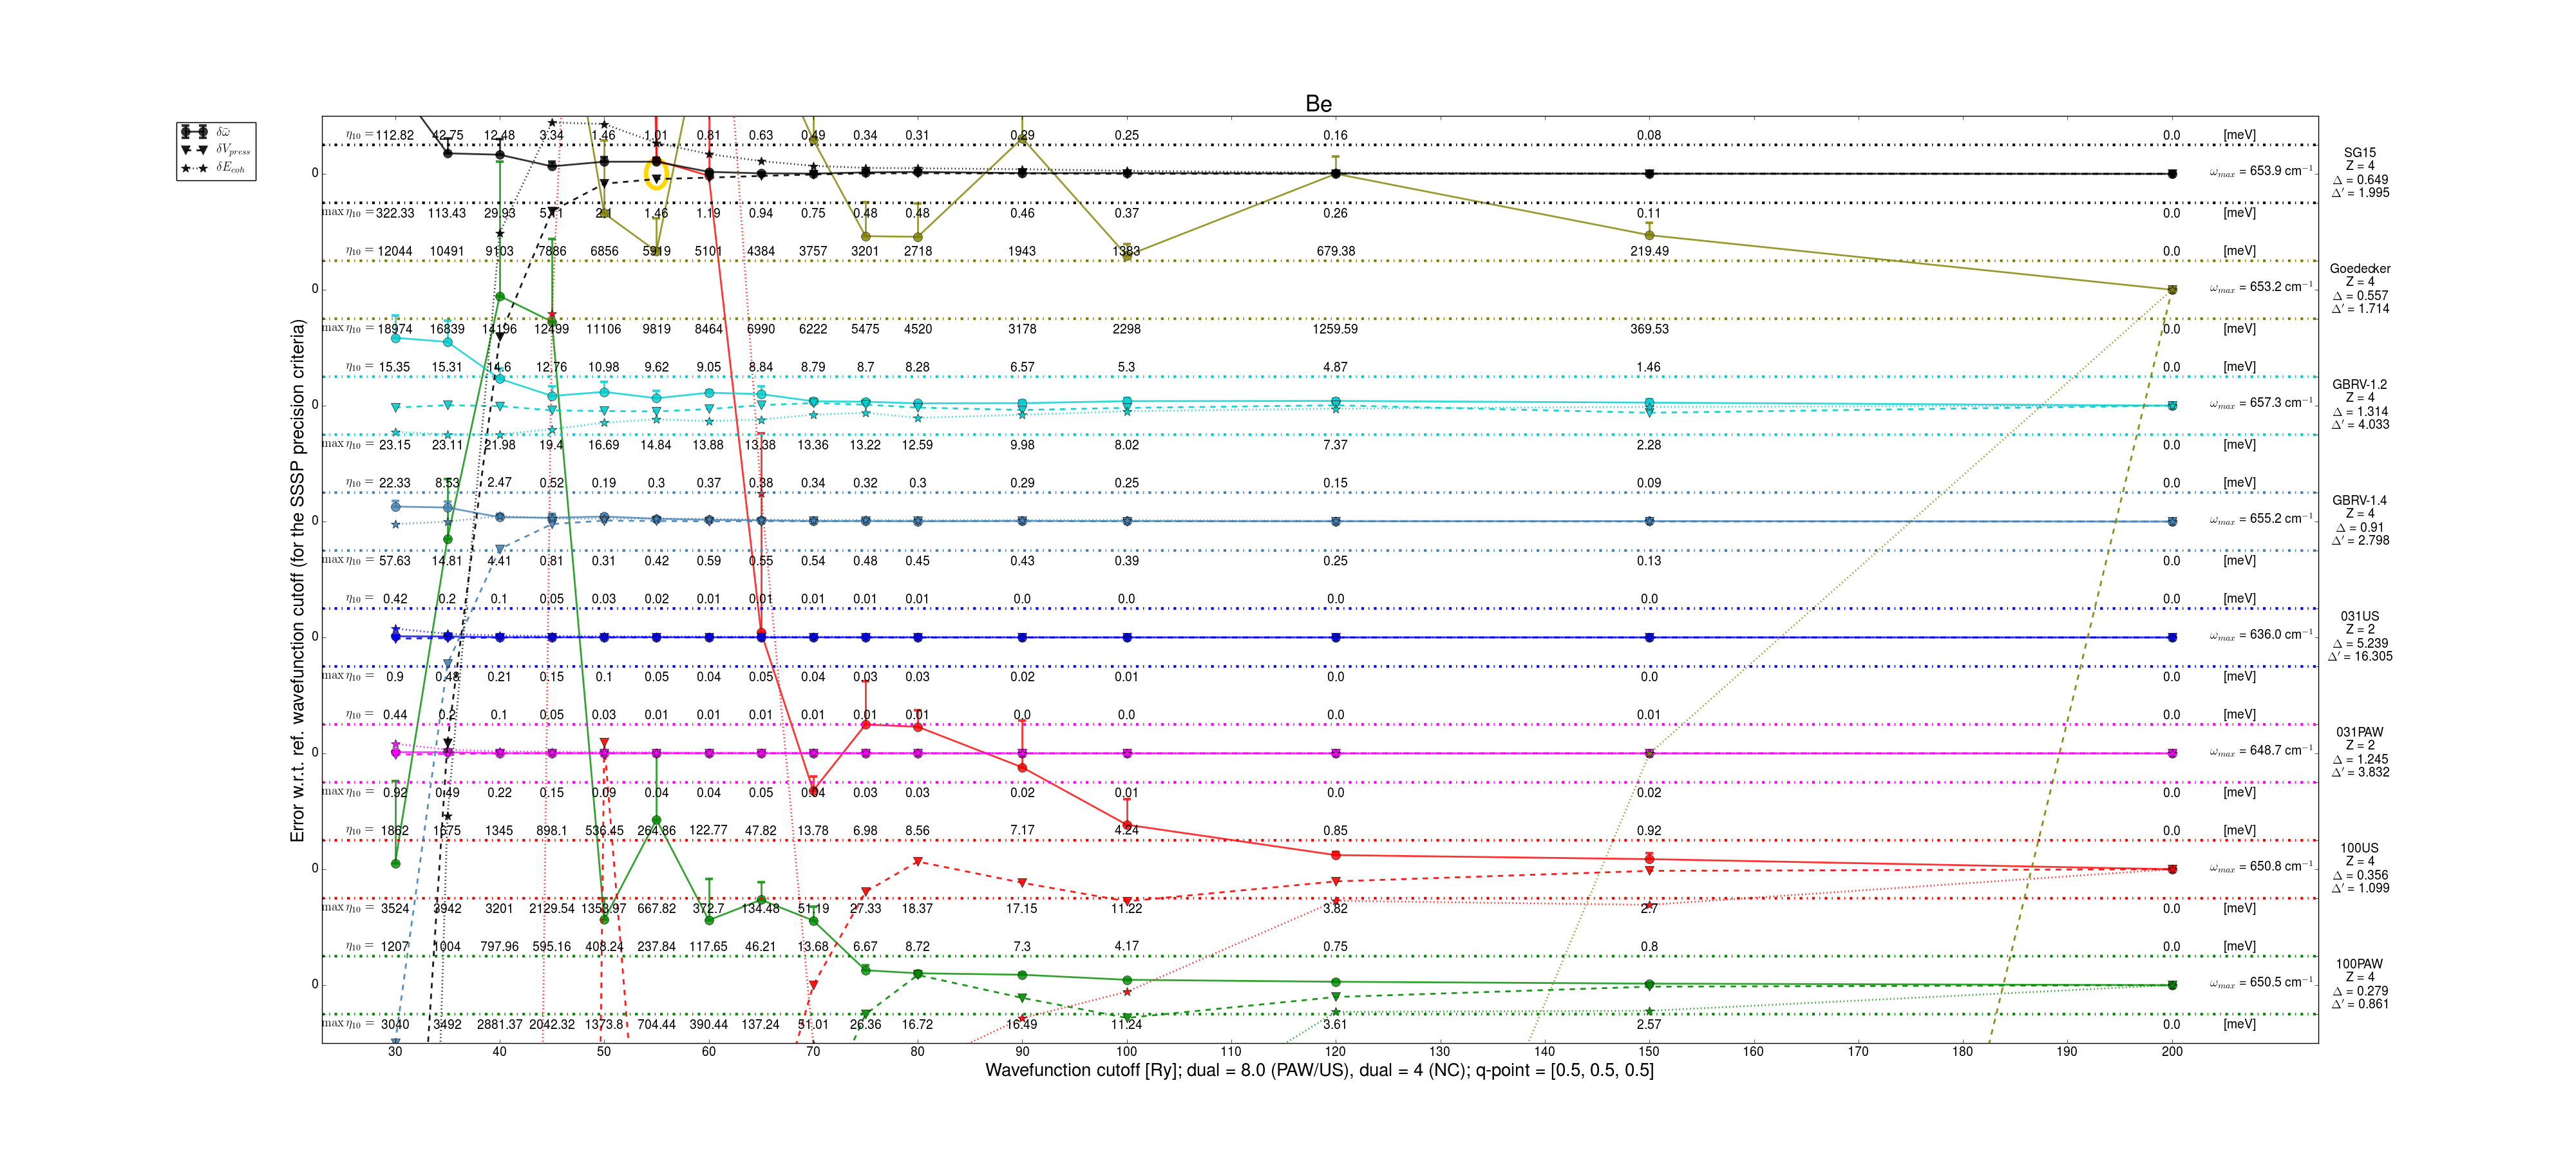 Be
δω̄
δV_press
δE_coh
Error w.r.t. ref. wavefunction cutoff (for the SSSP precision criteria)
η₁₀ = 112.82 42.75 12.48 3.34 1.46 1.01 0.81 0.63 0.49 0.34 0.31 0.29 0.25 0.16 0.08 0.0 [meV]
0 ω_max = 653.9 cm⁻¹
max η₁₀ = 322.33 113.43 29.93 2.1 1.46 1.19 0.94 0.75 0.48 0.48 0.46 0.37 0.26 0.11 0.0 [meV]
SG15
Z = 4
Δ = 0.649
Δ′ = 1.995
η₁₀ = 12044 10491 9103 7886 6856 5919 5101 4384 3757 3201 2718 1943 1383 679.38 219.49 0.0 [meV]
0 ω_max = 653.2 cm⁻¹
max η₁₀ = 18974 16839 14196 12499 11106 9819 8464 6990 6222 5475 4520 3178 2298 1259.59 369.53 0.0 [meV]
Goedecker
Z = 4
Δ = 0.557
Δ′ = 1.714
η₁₀ = 15.35 15.31 14.6 12.76 10.98 9.62 9.05 8.84 8.79 8.7 8.28 6.57 5.3 4.87 1.46 0.0 [meV]
0 ω_max = 657.3 cm⁻¹
max η₁₀ = 23.15 23.11 21.98 19.4 16.69 14.84 13.88 13.38 13.36 13.22 12.59 9.98 8.02 7.37 2.28 0.0 [meV]
GBRV-1.2
Z = 4
Δ = 1.314
Δ′ = 4.033
η₁₀ = 22.33 8.53 2.47 0.52 0.19 0.3 0.37 0.38 0.34 0.32 0.3 0.29 0.25 0.15 0.09 0.0 [meV]
0 ω_max = 655.2 cm⁻¹
max η₁₀ = 57.63 14.81 4.41 0.81 0.31 0.42 0.59 0.55 0.54 0.48 0.45 0.43 0.39 0.25 0.13 0.0 [meV]
GBRV-1.4
Z = 4
Δ = 0.91
Δ′ = 2.798
η₁₀ = 0.42 0.2 0.1 0.05 0.03 0.02 0.01 0.01 0.01 0.01 0.01 0.0 0.0 0.0 0.0 0.0 [meV]
0 ω_max = 636.0 cm⁻¹
max η₁₀ = 0.9 0.48 0.21 0.15 0.1 0.05 0.04 0.05 0.04 0.03 0.03 0.02 0.01 0.0 0.0 0.0 [meV]
031US
Z = 2
Δ = 5.239
Δ′ = 16.305
η₁₀ = 0.44 0.2 0.1 0.05 0.03 0.01 0.01 0.01 0.01 0.01 0.01 0.0 0.0 0.0 0.01 0.0 [meV]
0 ω_max = 648.7 cm⁻¹
max η₁₀ = 0.92 0.49 0.22 0.15 0.09 0.04 0.04 0.05 0.04 0.03 0.03 0.02 0.01 0.0 0.02 0.0 [meV]
031PAW
Z = 2
Δ = 1.245
Δ′ = 3.832
η₁₀ = 1862 1675 1345 898.1 536.45 264.86 122.77 47.82 13.78 6.98 8.56 7.17 4.24 0.85 0.92 0.0 [meV]
0 ω_max = 650.8 cm⁻¹
max η₁₀ = 3524 3942 3201 2129.54 1358.97 667.82 372.7 134.48 51.19 27.33 18.37 17.15 11.22 3.82 2.7 0.0 [meV]
100US
Z = 4
Δ = 0.356
Δ′ = 1.099
η₁₀ = 1207 1004 797.96 595.16 408.24 237.84 117.65 46.21 13.68 6.67 8.72 7.3 4.17 0.75 0.8 0.0 [meV]
0 ω_max = 650.5 cm⁻¹
max η₁₀ = 3040 3492 2881.37 2042.32 1373.8 704.44 390.44 137.24 51.01 26.36 16.72 16.49 11.24 3.61 2.57 0.0 [meV]
100PAW
Z = 4
Δ = 0.279
Δ′ = 0.861
30 40 50 60 70 80 90 100 110 120 130 140 150 160 170 180 190 200
Wavefunction cutoff [Ry]; dual = 8.0 (PAW/US), dual = 4 (NC); q-point = [0.5, 0.5, 0.5]